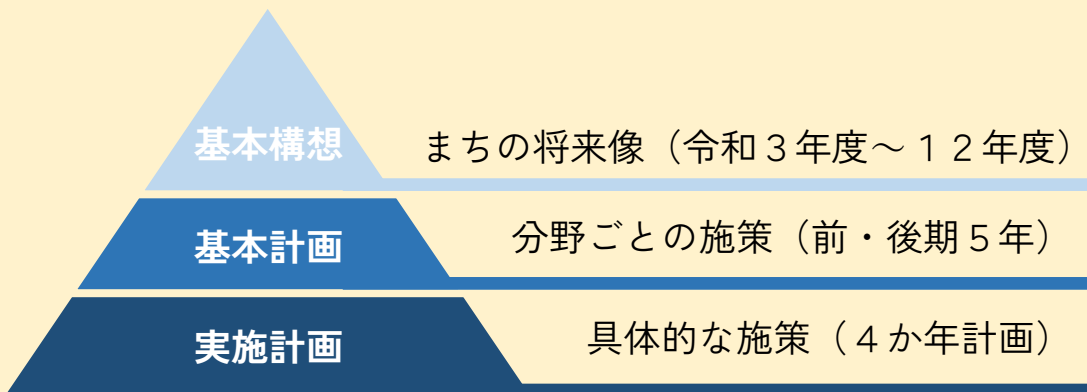 基本構想 まちの将来像（令和３年度～１２年度）
基本計画 分野ごとの施策（前・後期５年）
実施計画 具体的な施策（４か年計画）